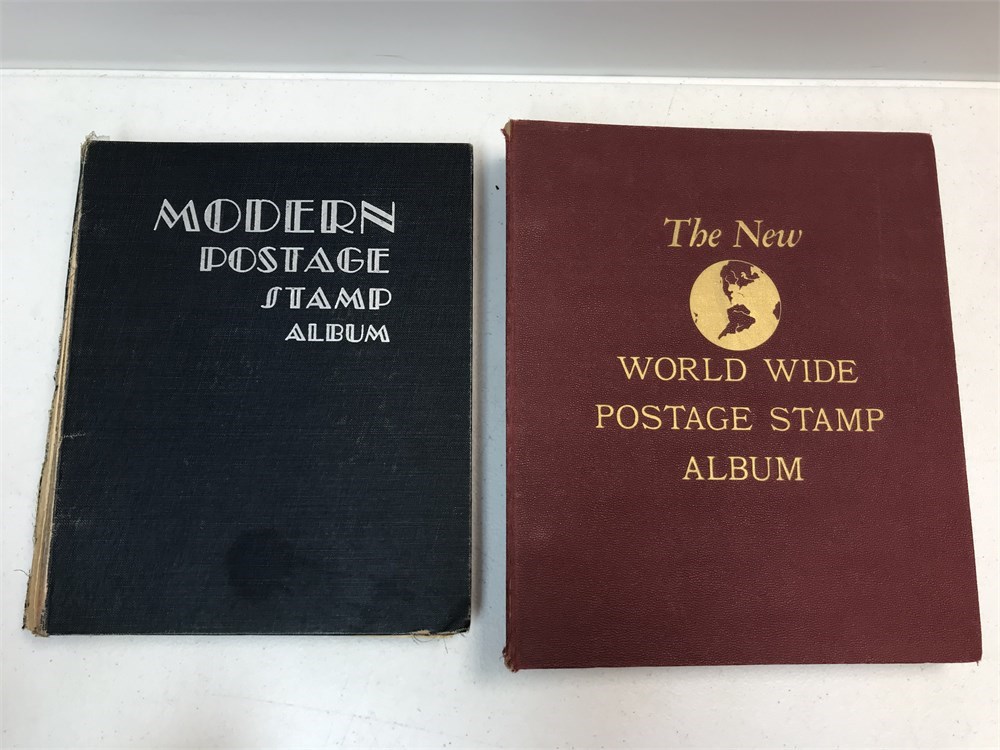 MODERN
POSTAGE
STAMP
ALBUM
The New
WORLD WIDE
POSTAGE STAMP
ALBUM